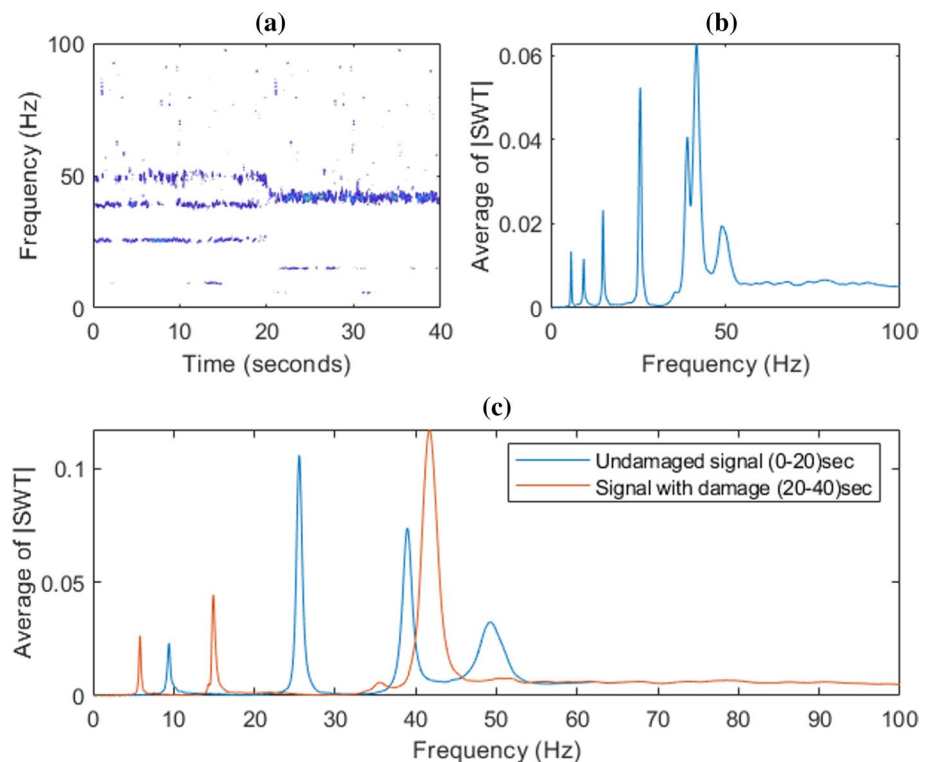 (a)
100
50
0
Frequency (Hz)
0 10 20 30 40
Time (seconds)
(b)
0.06
0.04
0.02
0
Average of |SWT|
0 50 100
Frequency (Hz)
(c)
0.1
0.05
0
Average of |SWT|
Undamaged signal (0-20)sec
Signal with damage (20-40)sec
0 10 20 30 40 50 60 70 80 90 100
Frequency (Hz)